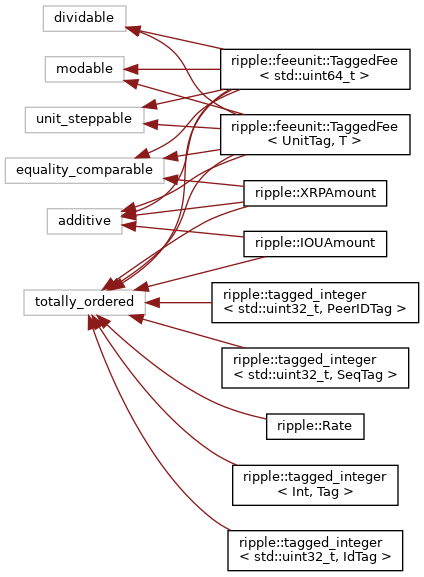 dividable
modable
unit_steppable
equality_comparable
additive
totally_ordered
ripple::feeunit::TaggedFee
< std::uint64_t >
ripple::feeunit::TaggedFee
< UnitTag, T >
ripple::XRPAmount
ripple::IOUAmount
ripple::tagged_integer
< std::uint32_t, PeerIDTag >
ripple::tagged_integer
< std::uint32_t, SeqTag >
ripple::Rate
ripple::tagged_integer
< Int, Tag >
ripple::tagged_integer
< std::uint32_t, IdTag >